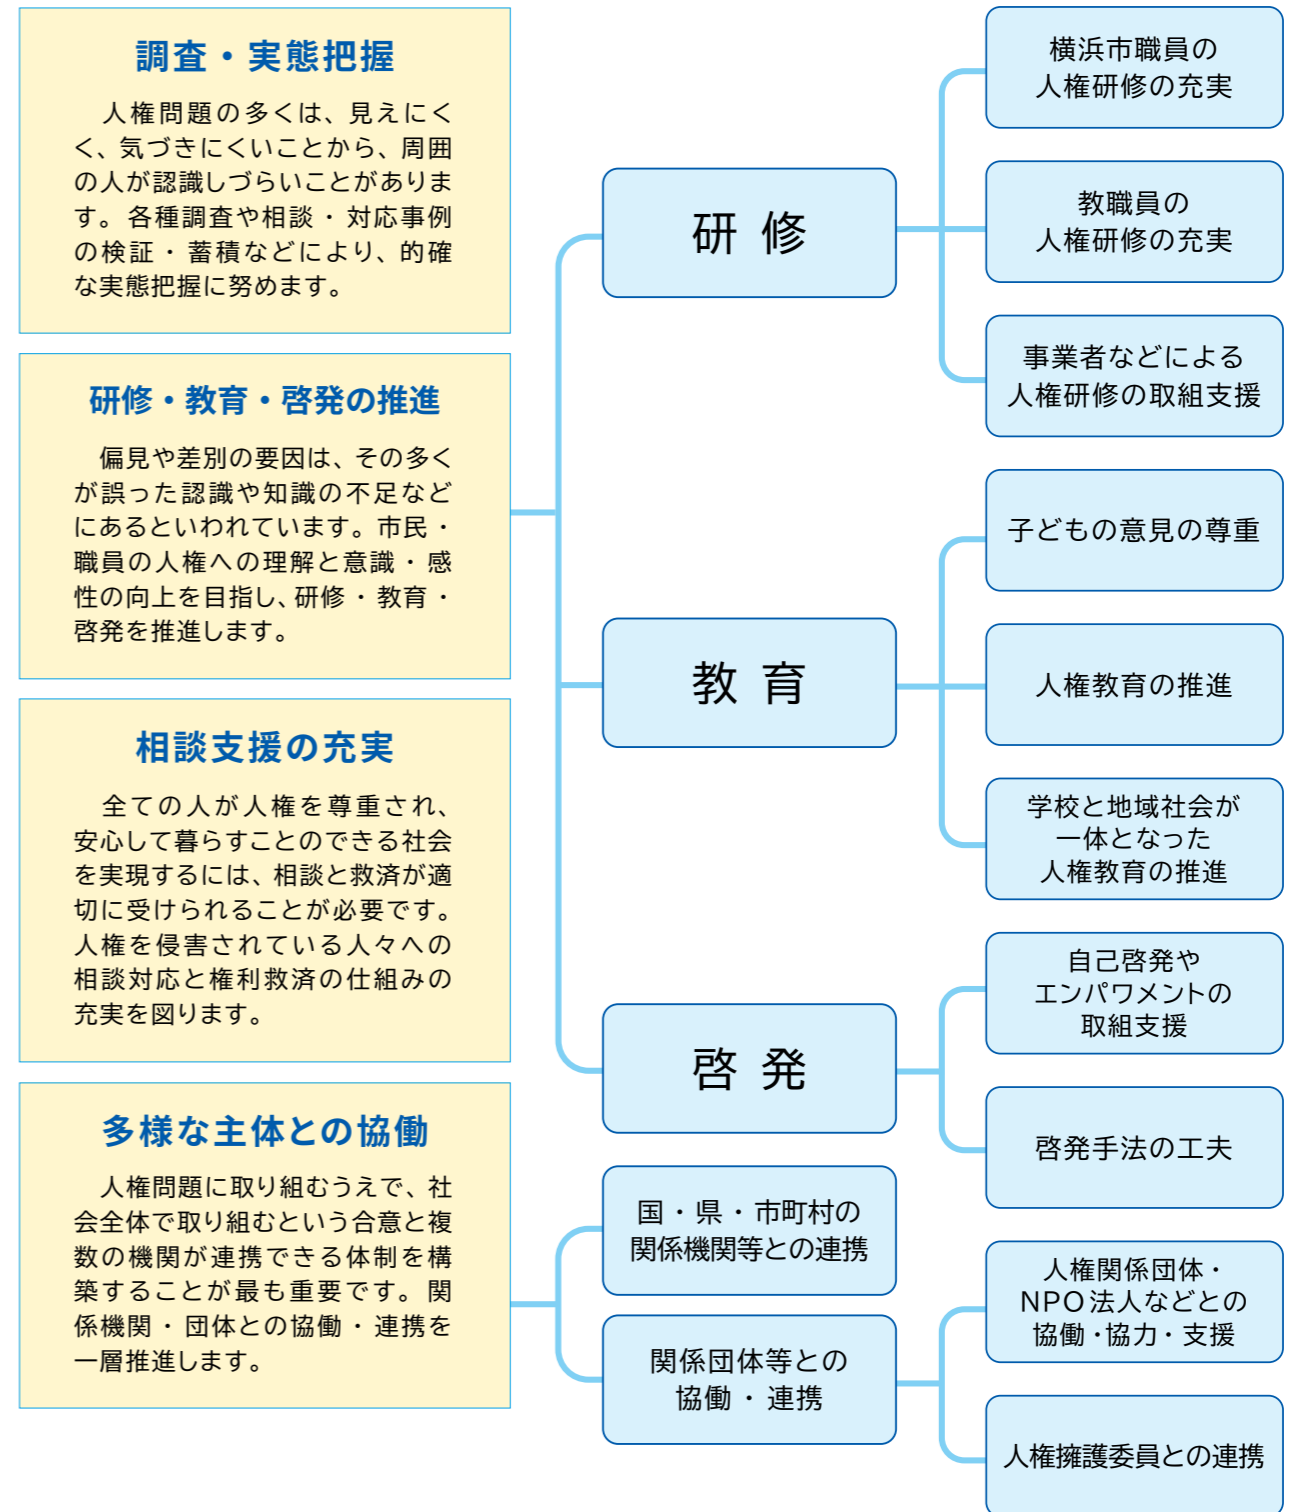 調査・実態把握
人権問題の多くは、見えにく
く、気づきにくいことから、周囲
の人が認識しづらいことがありま
す。各種調査や相談・対応事例
の検証・蓄積などにより、的確
な実態把握に努めます。
研修・教育・啓発の推進
偏見や差別の要因は、その多く
が誤った認識や知識の不足など
にあるといわれています。市民・
職員の人権への理解と意識・感
性の向上を目指し、研修・教育・
啓発を推進します。
相談支援の充実
全ての人が人権を尊重され、
安心して暮らすことのできる社会
を実現するには、相談と救済が適
切に受けられることが必要です。
人権を侵害されている人々への
相談対応と権利救済の仕組みの
充実を図ります。
多様な主体との協働
人権問題に取り組むうえで、社
会全体で取り組むという合意と複
数の機関が連携できる体制を構
築することが最も重要です。関
係機関・団体との協働・連携を
一層推進します。
研修
教育
啓発
国・県・市町村の
関係機関等との連携
関係団体等との
協働・連携
横浜市職員の
人権研修の充実
教職員の
人権研修の充実
事業者などによる
人権研修の取組支援
子どもの意見の尊重
人権教育の推進
学校と地域社会が
一体となった
人権教育の推進
自己啓発や
エンパワメントの
取組支援
啓発手法の工夫
人権関係団体・
NPO法人などとの
協働・協力・支援
人権擁護委員との連携